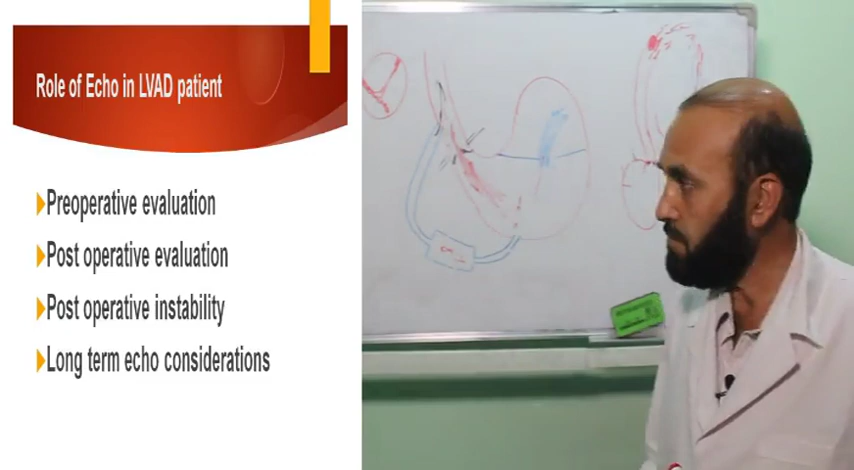 Role of Echo in LVAD patient
Preoperative evaluation
Post operative evaluation
Post operative instability
Long term echo considerations